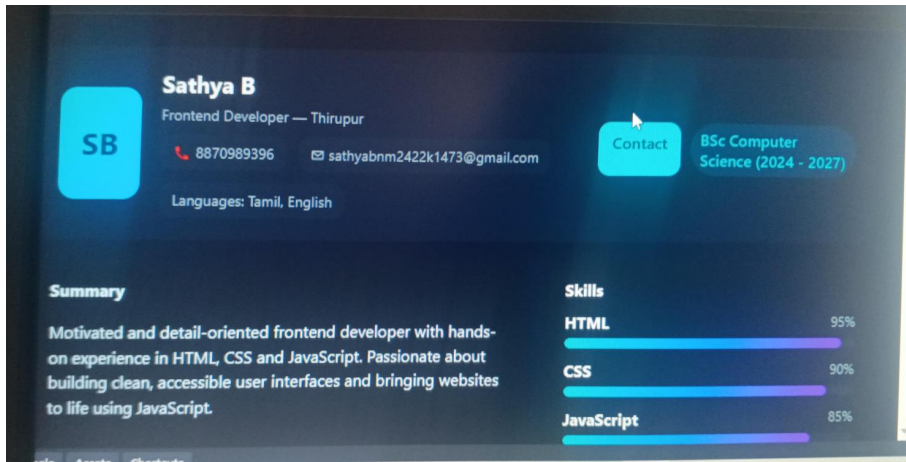 Sathya B
Frontend Developer — Thirupur
SB
8870989396
sathyabnm2422k1473@gmail.com
Languages: Tamil, English
Contact
BSc Computer
Science (2024 - 2027)
Summary
Motivated and detail-oriented frontend developer with hands-
on experience in HTML, CSS and JavaScript. Passionate about
building clean, accessible user interfaces and bringing websites
to life using JavaScript.
Skills
HTML 95%
CSS 90%
JavaScript 85%
Assets Shortcuts